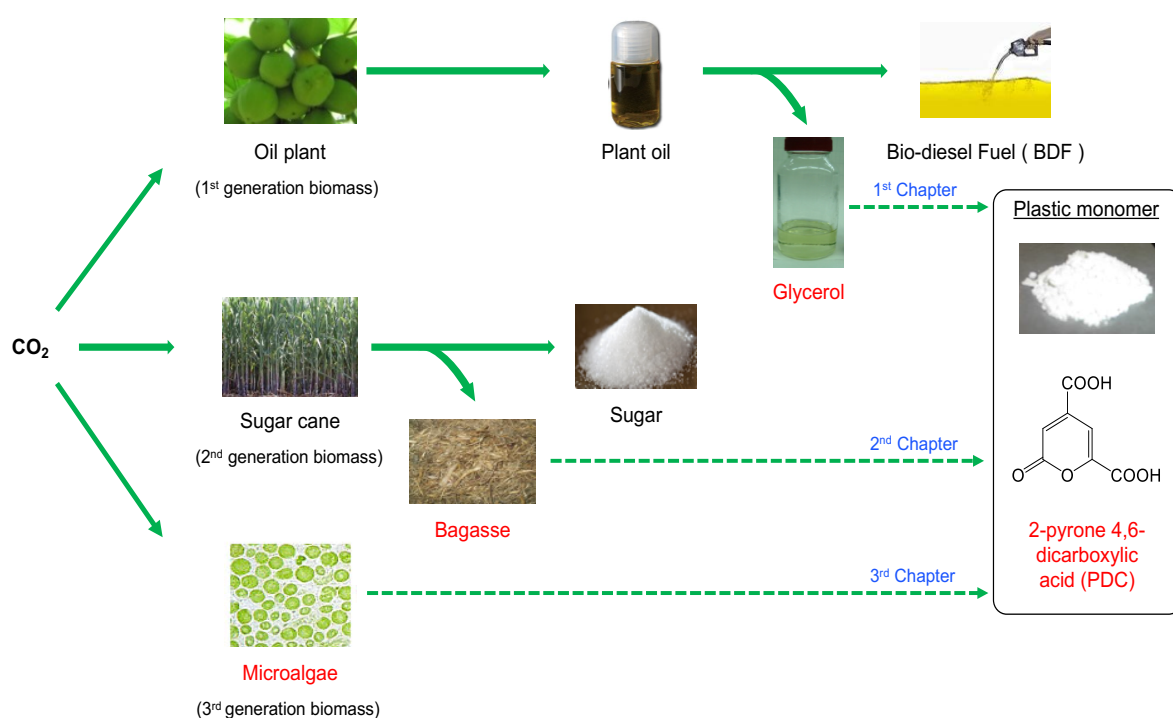 Oil plant
(1st generation biomass)
Plant oil
Bio-diesel Fuel ( BDF )
1st Chapter
Glycerol
Plastic monomer
CO₂
Sugar cane
(2nd generation biomass)
Sugar
Bagasse
2nd Chapter
COOH
O
O
COOH
2-pyrone 4,6-
dicarboxylic
acid (PDC)
3rd Chapter
Microalgae
(3rd generation biomass)